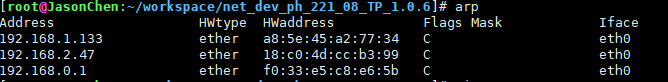 [root@JasonChen:~/workspace/net_dev_ph_221_08_TP_1.0.6]# arp
Address HWtype HWaddress Flags Mask Iface
192.168.1.133 ether a8:5e:45:a2:77:34 C eth0
192.168.2.47 ether 18:c0:4d:cc:b3:99 C eth0
192.168.0.1 ether f0:33:e5:c8:e6:5b C eth0